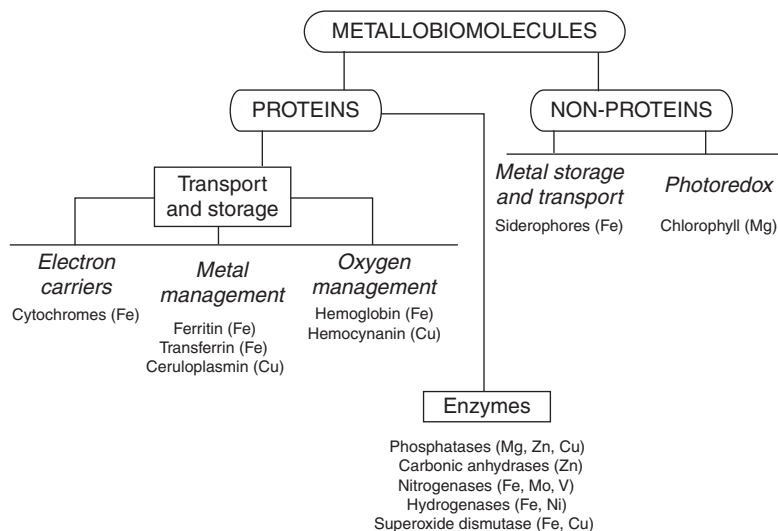 METALLOBIOMOLECULES
PROTEINS
NON-PROTEINS
Transport
and storage
Metal storage
and transport
Siderophores (Fe)
Photoredox
Chlorophyll (Mg)
Electron
carriers
Cytochromes (Fe)
Metal
management
Ferritin (Fe)
Transferrin (Fe)
Ceruloplasmin (Cu)
Oxygen
management
Hemoglobin (Fe)
Hemocynanin (Cu)
Enzymes
Phosphatases (Mg, Zn, Cu)
Carbonic anhydrases (Zn)
Nitrogenases (Fe, Mo, V)
Hydrogenases (Fe, Ni)
Superoxide dismutase (Fe, Cu)